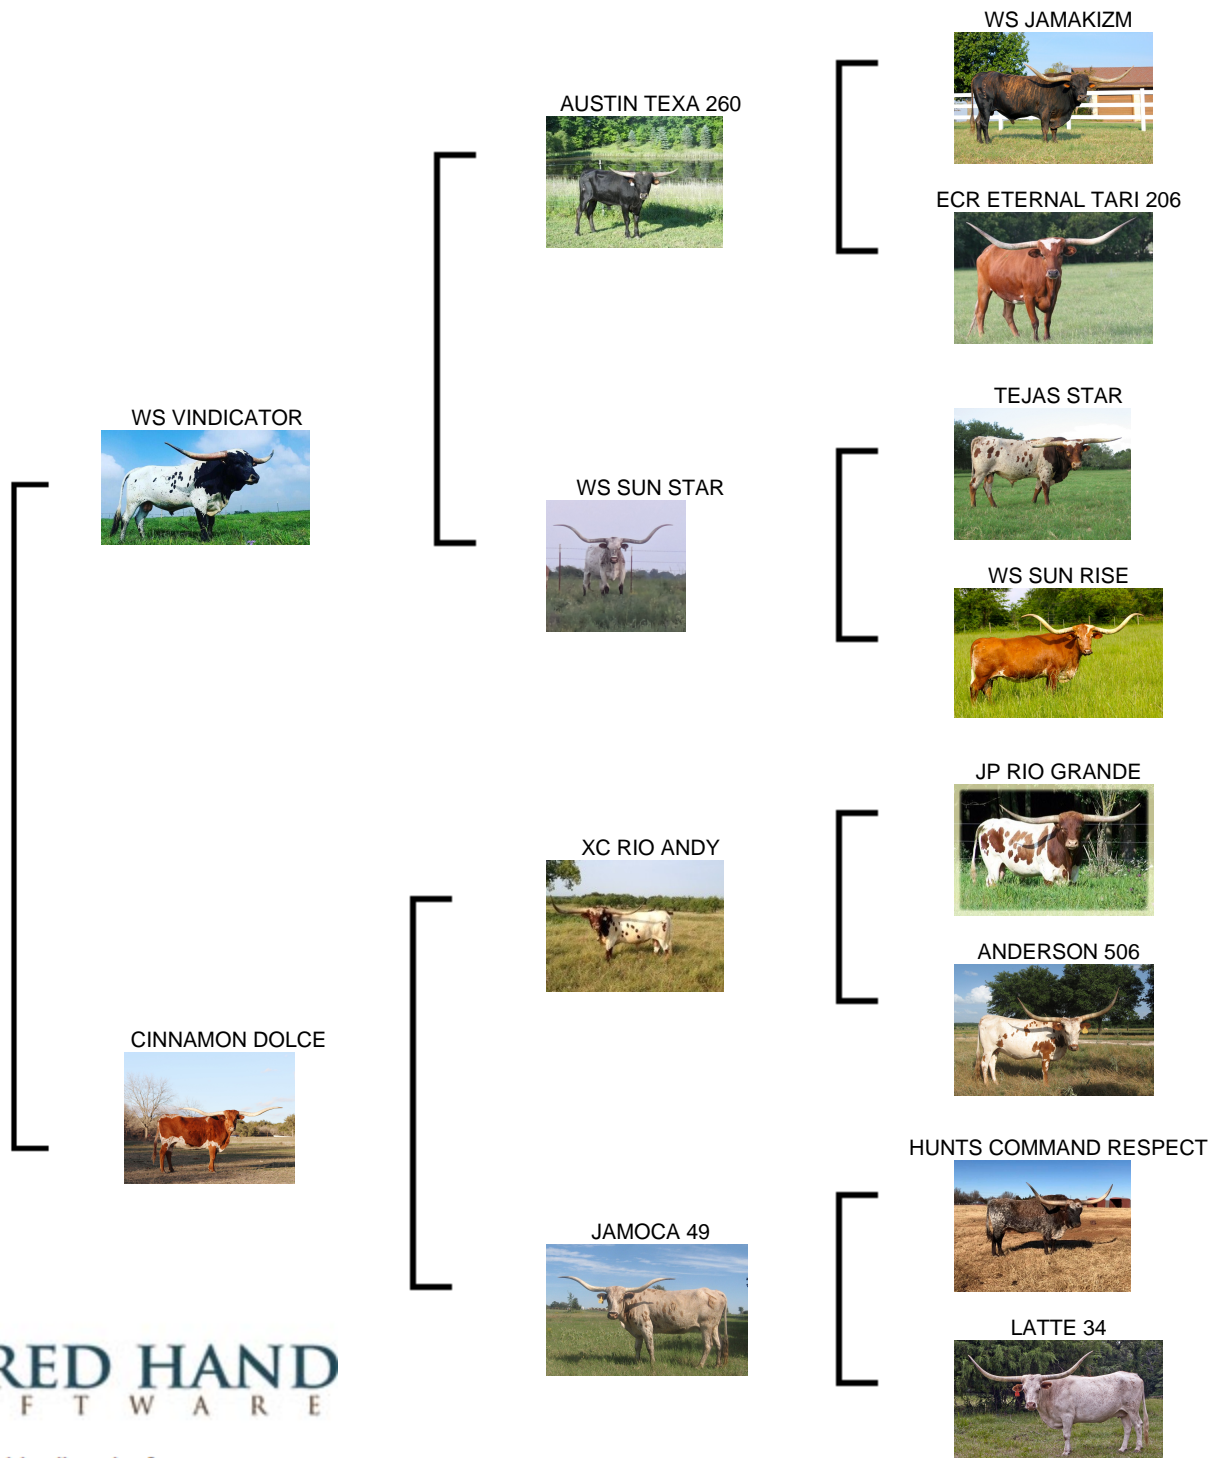 WS JAMAKIZM
AUSTIN TEXA 260
ECR ETERNAL TARI 206
TEJAS STAR
WS VINDICATOR
WS SUN STAR
WS SUN RISE
JP RIO GRANDE
XC RIO ANDY
ANDERSON 506
CINNAMON DOLCE
HUNTS COMMAND RESPECT
JAMOCA 49
LATTE 34
RED HAND
F T W A R E